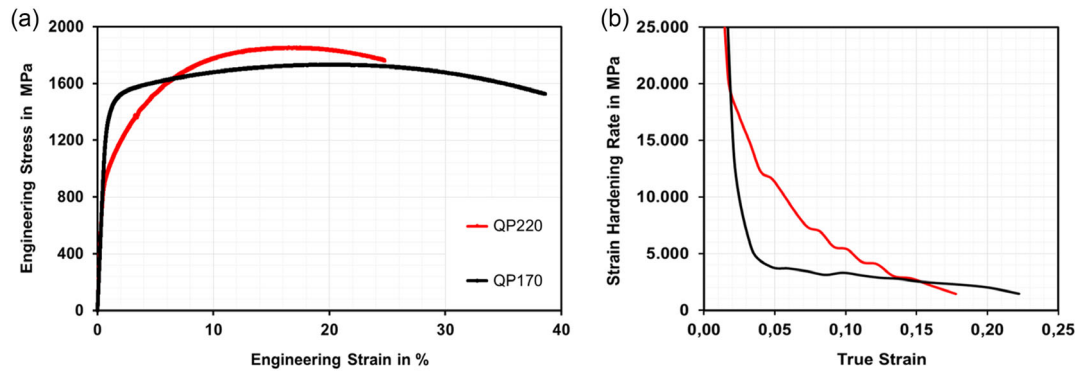 (a)
Engineering Stress in MPa
2000
1600
1200
800
400
0
0
10
20
30
40
Engineering Strain in %
QP220
QP170
(b)
Strain Hardening Rate in MPa
25.000
20.000
15.000
10.000
5.000
0
0,00
0,05
0,10
0,15
0,20
0,25
True Strain